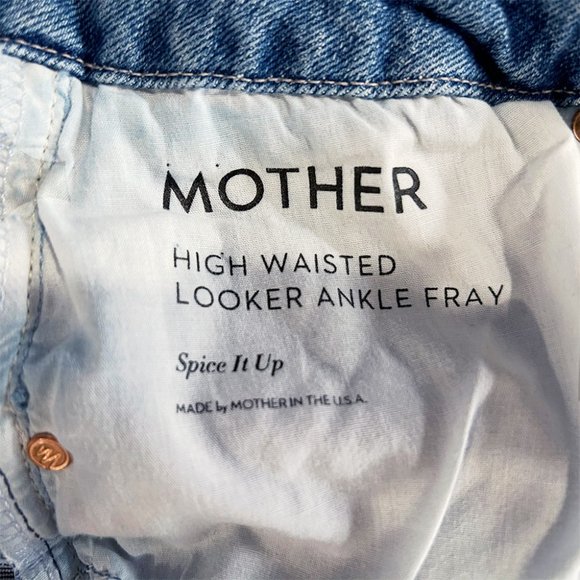 MOTHER
HIGH WAISTED
LOOKER ANKLE FRAY
Spice It Up
MADE by MOTHER IN THE U.S.A.